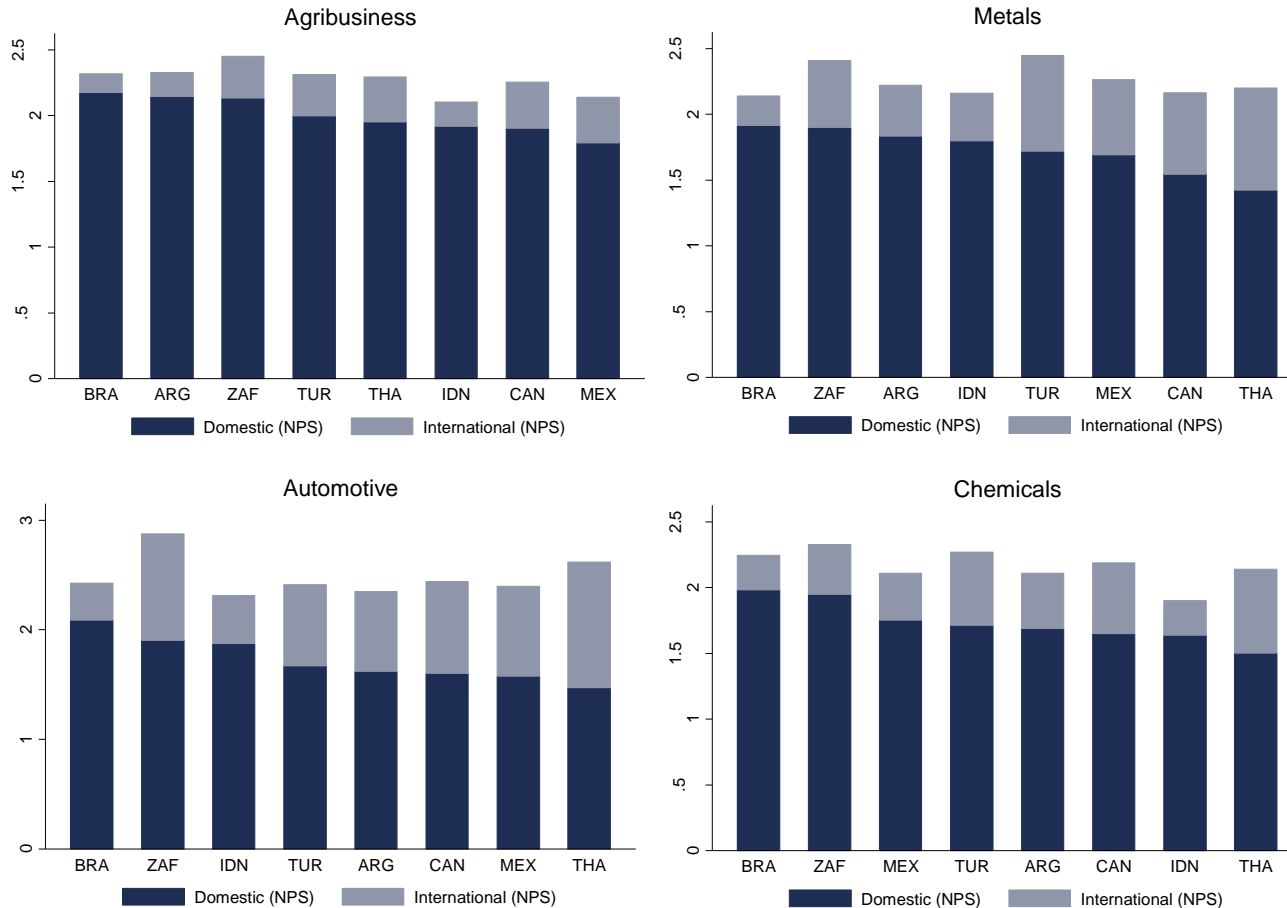 Agribusiness
2.5
2
1.5
1
.5
0
BRA ARG ZAF TUR THA IDN CAN MEX
Domestic (NPS) International (NPS)
Metals
2.5
2
1.5
1
.5
0
BRA ZAF ARG IDN TUR MEX CAN THA
Domestic (NPS) International (NPS)
Automotive
3
2
1
0
BRA ZAF IDN TUR ARG CAN MEX THA
Domestic (NPS) International (NPS)
Chemicals
2.5
2
1.5
1
.5
0
BRA ZAF MEX TUR ARG CAN IDN THA
Domestic (NPS) International (NPS)